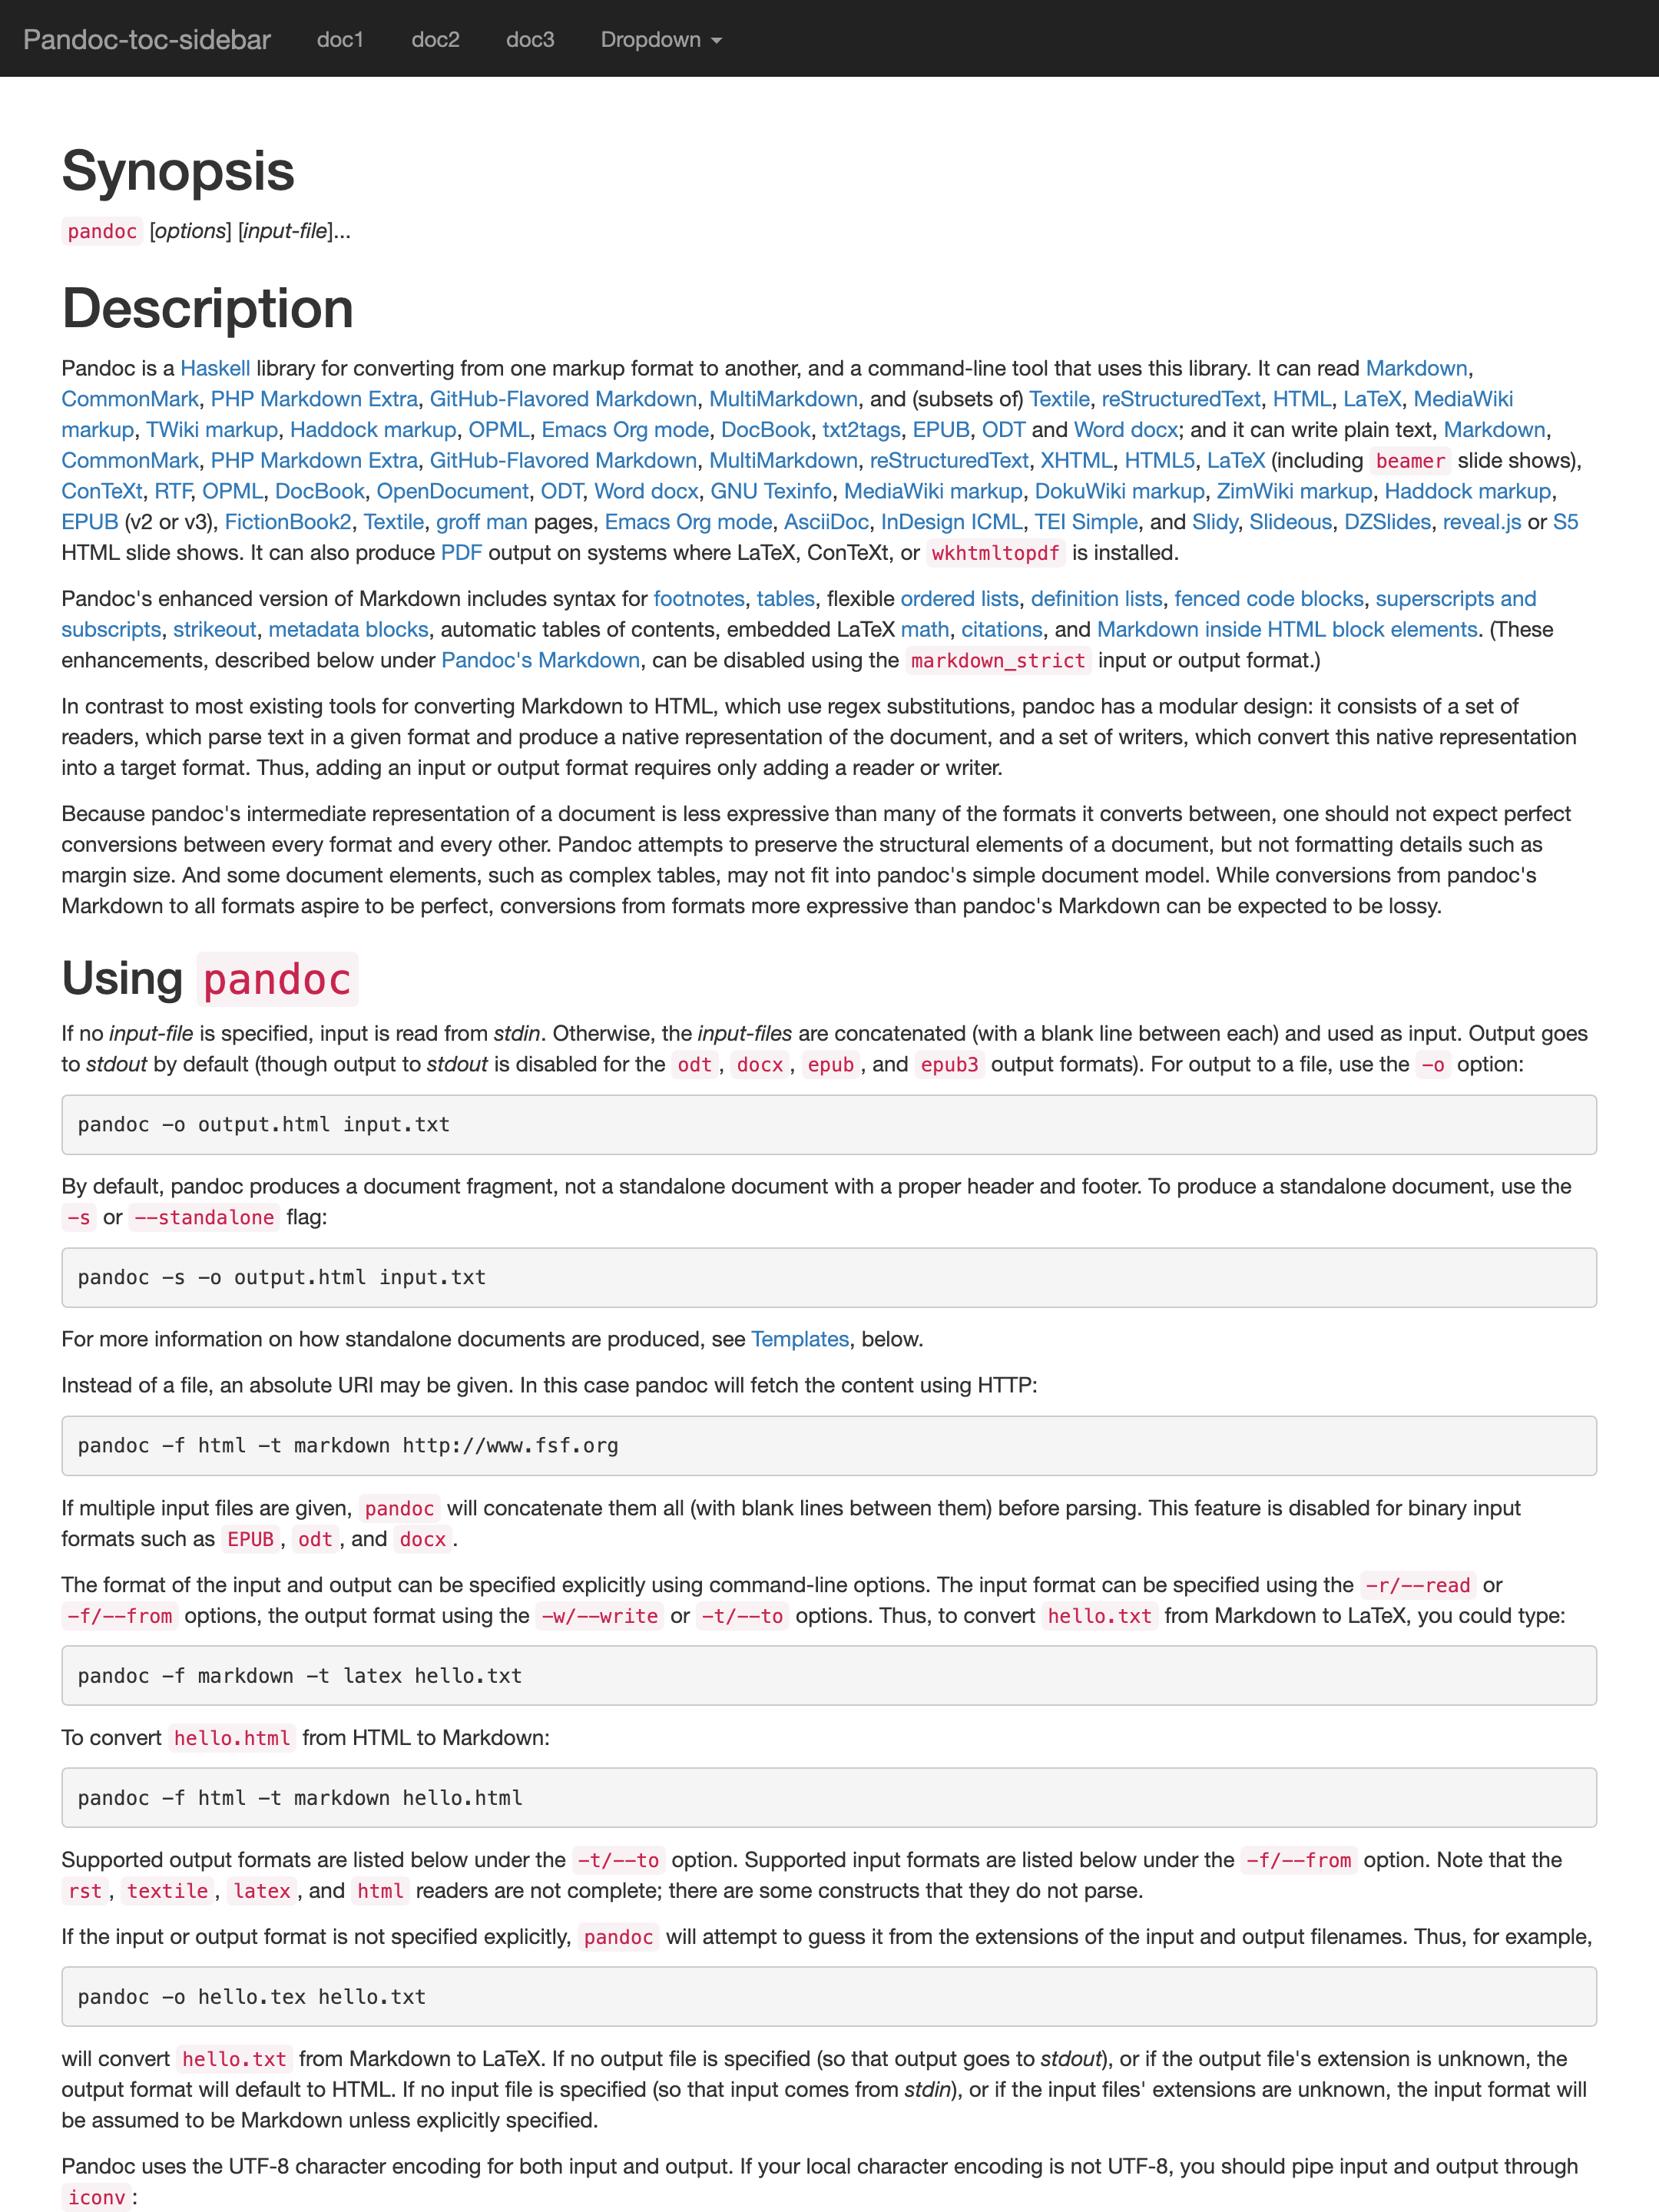 Pandoc-toc-sidebar doc1 doc2 doc3 Dropdown
Synopsis
pandoc [options] [input-file]...
Description
Pandoc is a Haskell library for converting from one markup format to another, and a command-line tool that uses this library. It can read Markdown,
CommonMark, PHP Markdown Extra, GitHub-Flavored Markdown, MultiMarkdown, and (subsets of) Textile, reStructuredText, HTML, LaTeX, MediaWiki
markup, TWiki markup, Haddock markup, OPML, Emacs Org mode, DocBook, txt2tags, EPUB, ODT and Word docx; and it can write plain text, Markdown,
CommonMark, PHP Markdown Extra, GitHub-Flavored Markdown, MultiMarkdown, reStructuredText, XHTML, HTML5, LaTeX (including beamer slide shows),
ConTeXt, RTF, OPML, DocBook, OpenDocument, ODT, Word docx, GNU Texinfo, MediaWiki markup, DokuWiki markup, ZimWiki markup, Haddock markup,
EPUB (v2 or v3), FictionBook2, Textile, groff man pages, Emacs Org mode, AsciiDoc, InDesign ICML, TEI Simple, and Slidy, Slideous, DZSlides, reveal.js or S5
HTML slide shows. It can also produce PDF output on systems where LaTeX, ConTeXt, or wkhtmltopdf is installed.
Pandoc's enhanced version of Markdown includes syntax for footnotes, tables, flexible ordered lists, definition lists, fenced code blocks, superscripts and
subscripts, strikeout, metadata blocks, automatic tables of contents, embedded LaTeX math, citations, and Markdown inside HTML block elements. (These
enhancements, described below under Pandoc's Markdown, can be disabled using the markdown_strict input or output format.)
In contrast to most existing tools for converting Markdown to HTML, which use regex substitutions, pandoc has a modular design: it consists of a set of
readers, which parse text in a given format and produce a native representation of the document, and a set of writers, which convert this native representation
into a target format. Thus, adding an input or output format requires only adding a reader or writer.
Because pandoc's intermediate representation of a document is less expressive than many of the formats it converts between, one should not expect perfect
conversions between every format and every other. Pandoc attempts to preserve the structural elements of a document, but not formatting details such as
margin size. And some document elements, such as complex tables, may not fit into pandoc's simple document model. While conversions from pandoc's
Markdown to all formats aspire to be perfect, conversions from formats more expressive than pandoc's Markdown can be expected to be lossy.
Using pandoc
If no input-file is specified, input is read from stdin. Otherwise, the input-files are concatenated (with a blank line between each) and used as input. Output goes
to stdout by default (though output to stdout is disabled for the odt, docx, epub, and epub3 output formats). For output to a file, use the -o option:
pandoc -o output.html input.txt
By default, pandoc produces a document fragment, not a standalone document with a proper header and footer. To produce a standalone document, use the
-s or --standalone flag:
pandoc -s -o output.html input.txt
For more information on how standalone documents are produced, see Templates, below.
Instead of a file, an absolute URI may be given. In this case pandoc will fetch the content using HTTP:
pandoc -f html -t markdown http://www.fsf.org
If multiple input files are given, pandoc will concatenate them all (with blank lines between them) before parsing. This feature is disabled for binary input
formats such as EPUB, odt, and docx.
The format of the input and output can be specified explicitly using command-line options. The input format can be specified using the -r/--read or
-f/--from options, the output format using the -w/--write or -t/--to options. Thus, to convert hello.txt from Markdown to LaTeX, you could type:
pandoc -f markdown -t latex hello.txt
To convert hello.html from HTML to Markdown:
pandoc -f html -t markdown hello.html
Supported output formats are listed below under the -t/--to option. Supported input formats are listed below under the -f/--from option. Note that the
rst, textile, latex, and html readers are not complete; there are some constructs that they do not parse.
If the input or output format is not specified explicitly, pandoc will attempt to guess it from the extensions of the input and output filenames. Thus, for example,
pandoc -o hello.tex hello.txt
will convert hello.txt from Markdown to LaTeX. If no output file is specified (so that output goes to stdout), or if the output file's extension is unknown, the
output format will default to HTML. If no input file is specified (so that input comes from stdin), or if the input files' extensions are unknown, the input format will
be assumed to be Markdown unless explicitly specified.
Pandoc uses the UTF-8 character encoding for both input and output. If your local character encoding is not UTF-8, you should pipe input and output through
iconv: